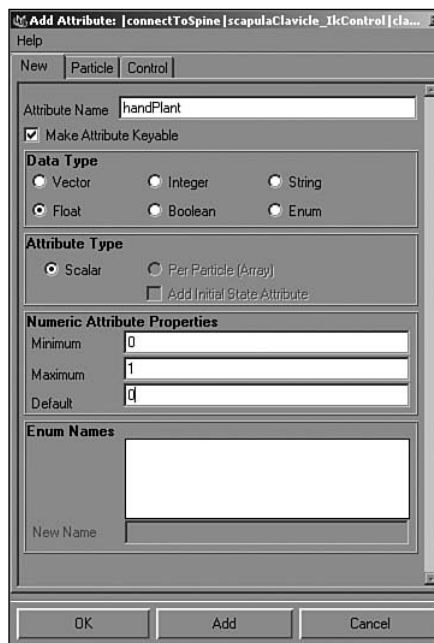 Add Attribute: |connectToSpine|scapulaClavicle_IkControl|cla...
Help
New Particle Control
Attribute Name handPlant
Make Attribute Keyable
Data Type
Vector Integer String
Float Boolean Enum
Attribute Type
Scalar Per Particle (Array)
Add Initial State Attribute
Numeric Attribute Properties
Minimum 0
Maximum 1
Default 0
Enum Names
New Name
OK Add Cancel